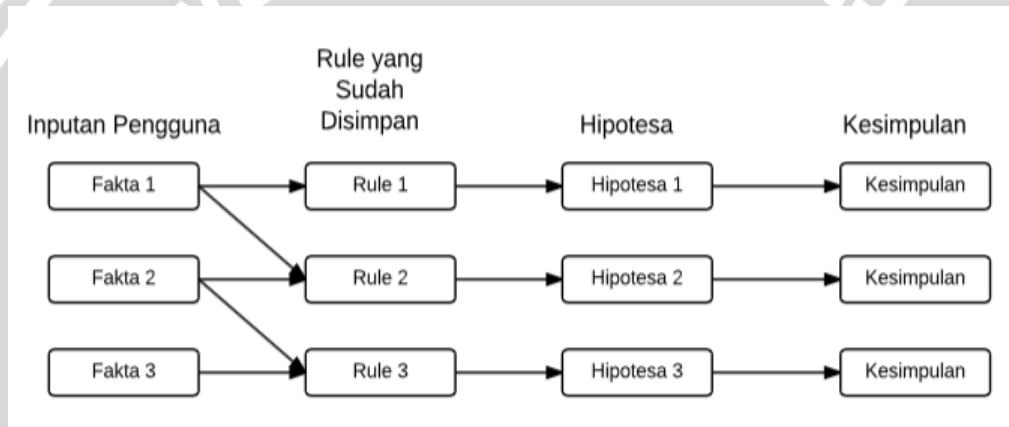 Rule yang
Sudah
Disimpan
Inputan Pengguna
Hipotesa
Kesimpulan
Fakta 1
Rule 1
Hipotesa 1
Kesimpulan
Fakta 2
Rule 2
Hipotesa 2
Kesimpulan
Fakta 3
Rule 3
Hipotesa 3
Kesimpulan